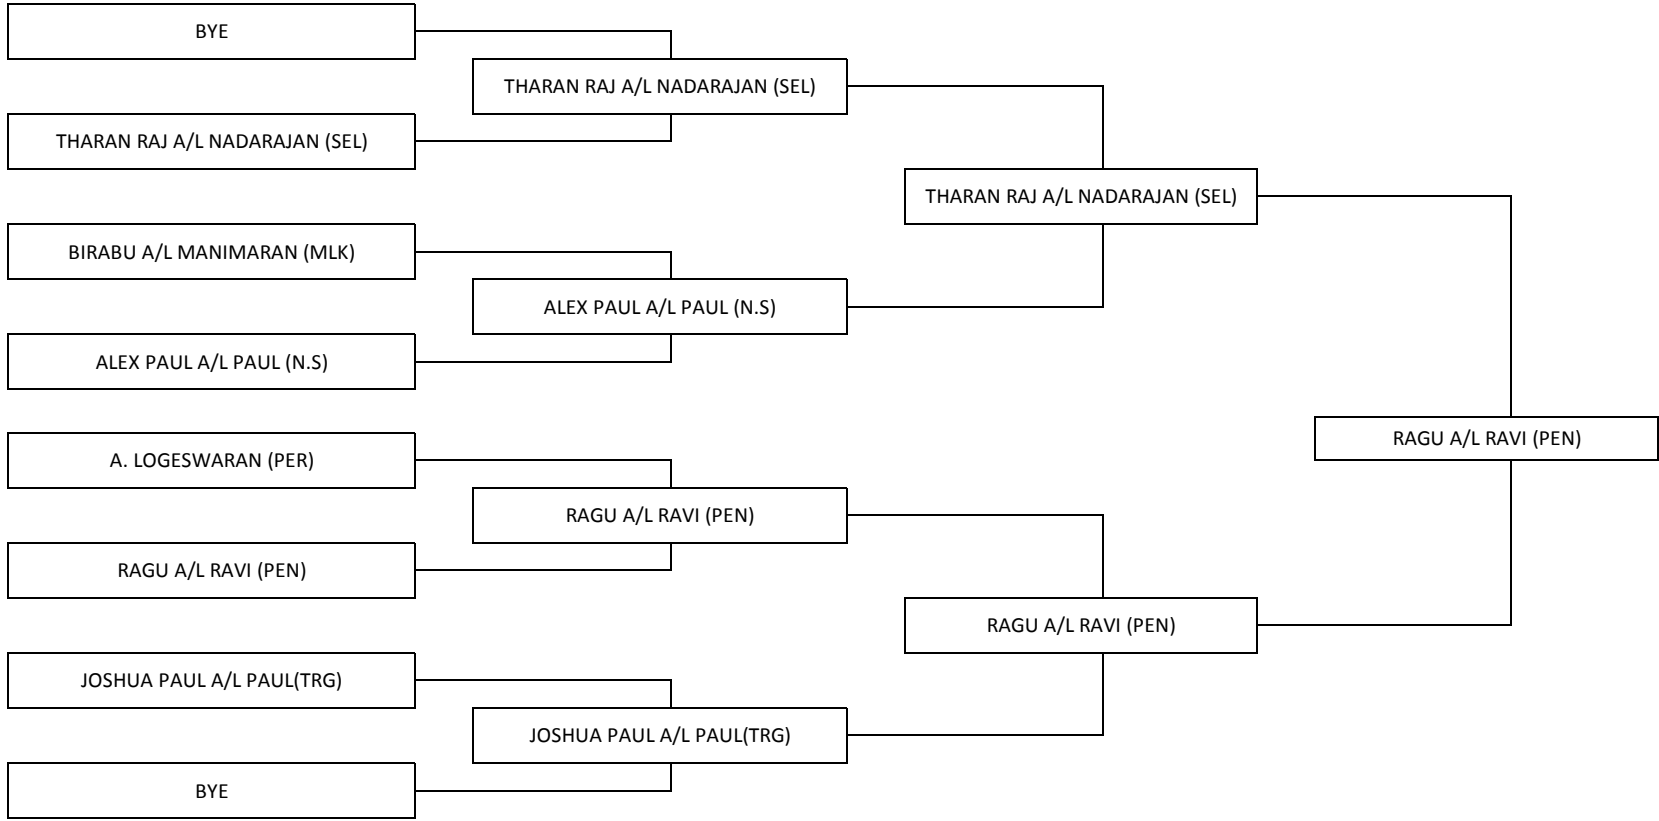 BYE
THARAN RAJ A/L NADARAJAN (SEL)
THARAN RAJ A/L NADARAJAN (SEL)
THARAN RAJ A/L NADARAJAN (SEL)
BIRABU A/L MANIMARAN (MLK)
ALEX PAUL A/L PAUL (N.S)
ALEX PAUL A/L PAUL (N.S)
RAGU A/L RAVI (PEN)
A. LOGESWARAN (PER)
RAGU A/L RAVI (PEN)
RAGU A/L RAVI (PEN)
RAGU A/L RAVI (PEN)
JOSHUA PAUL A/L PAUL(TRG)
JOSHUA PAUL A/L PAUL(TRG)
BYE